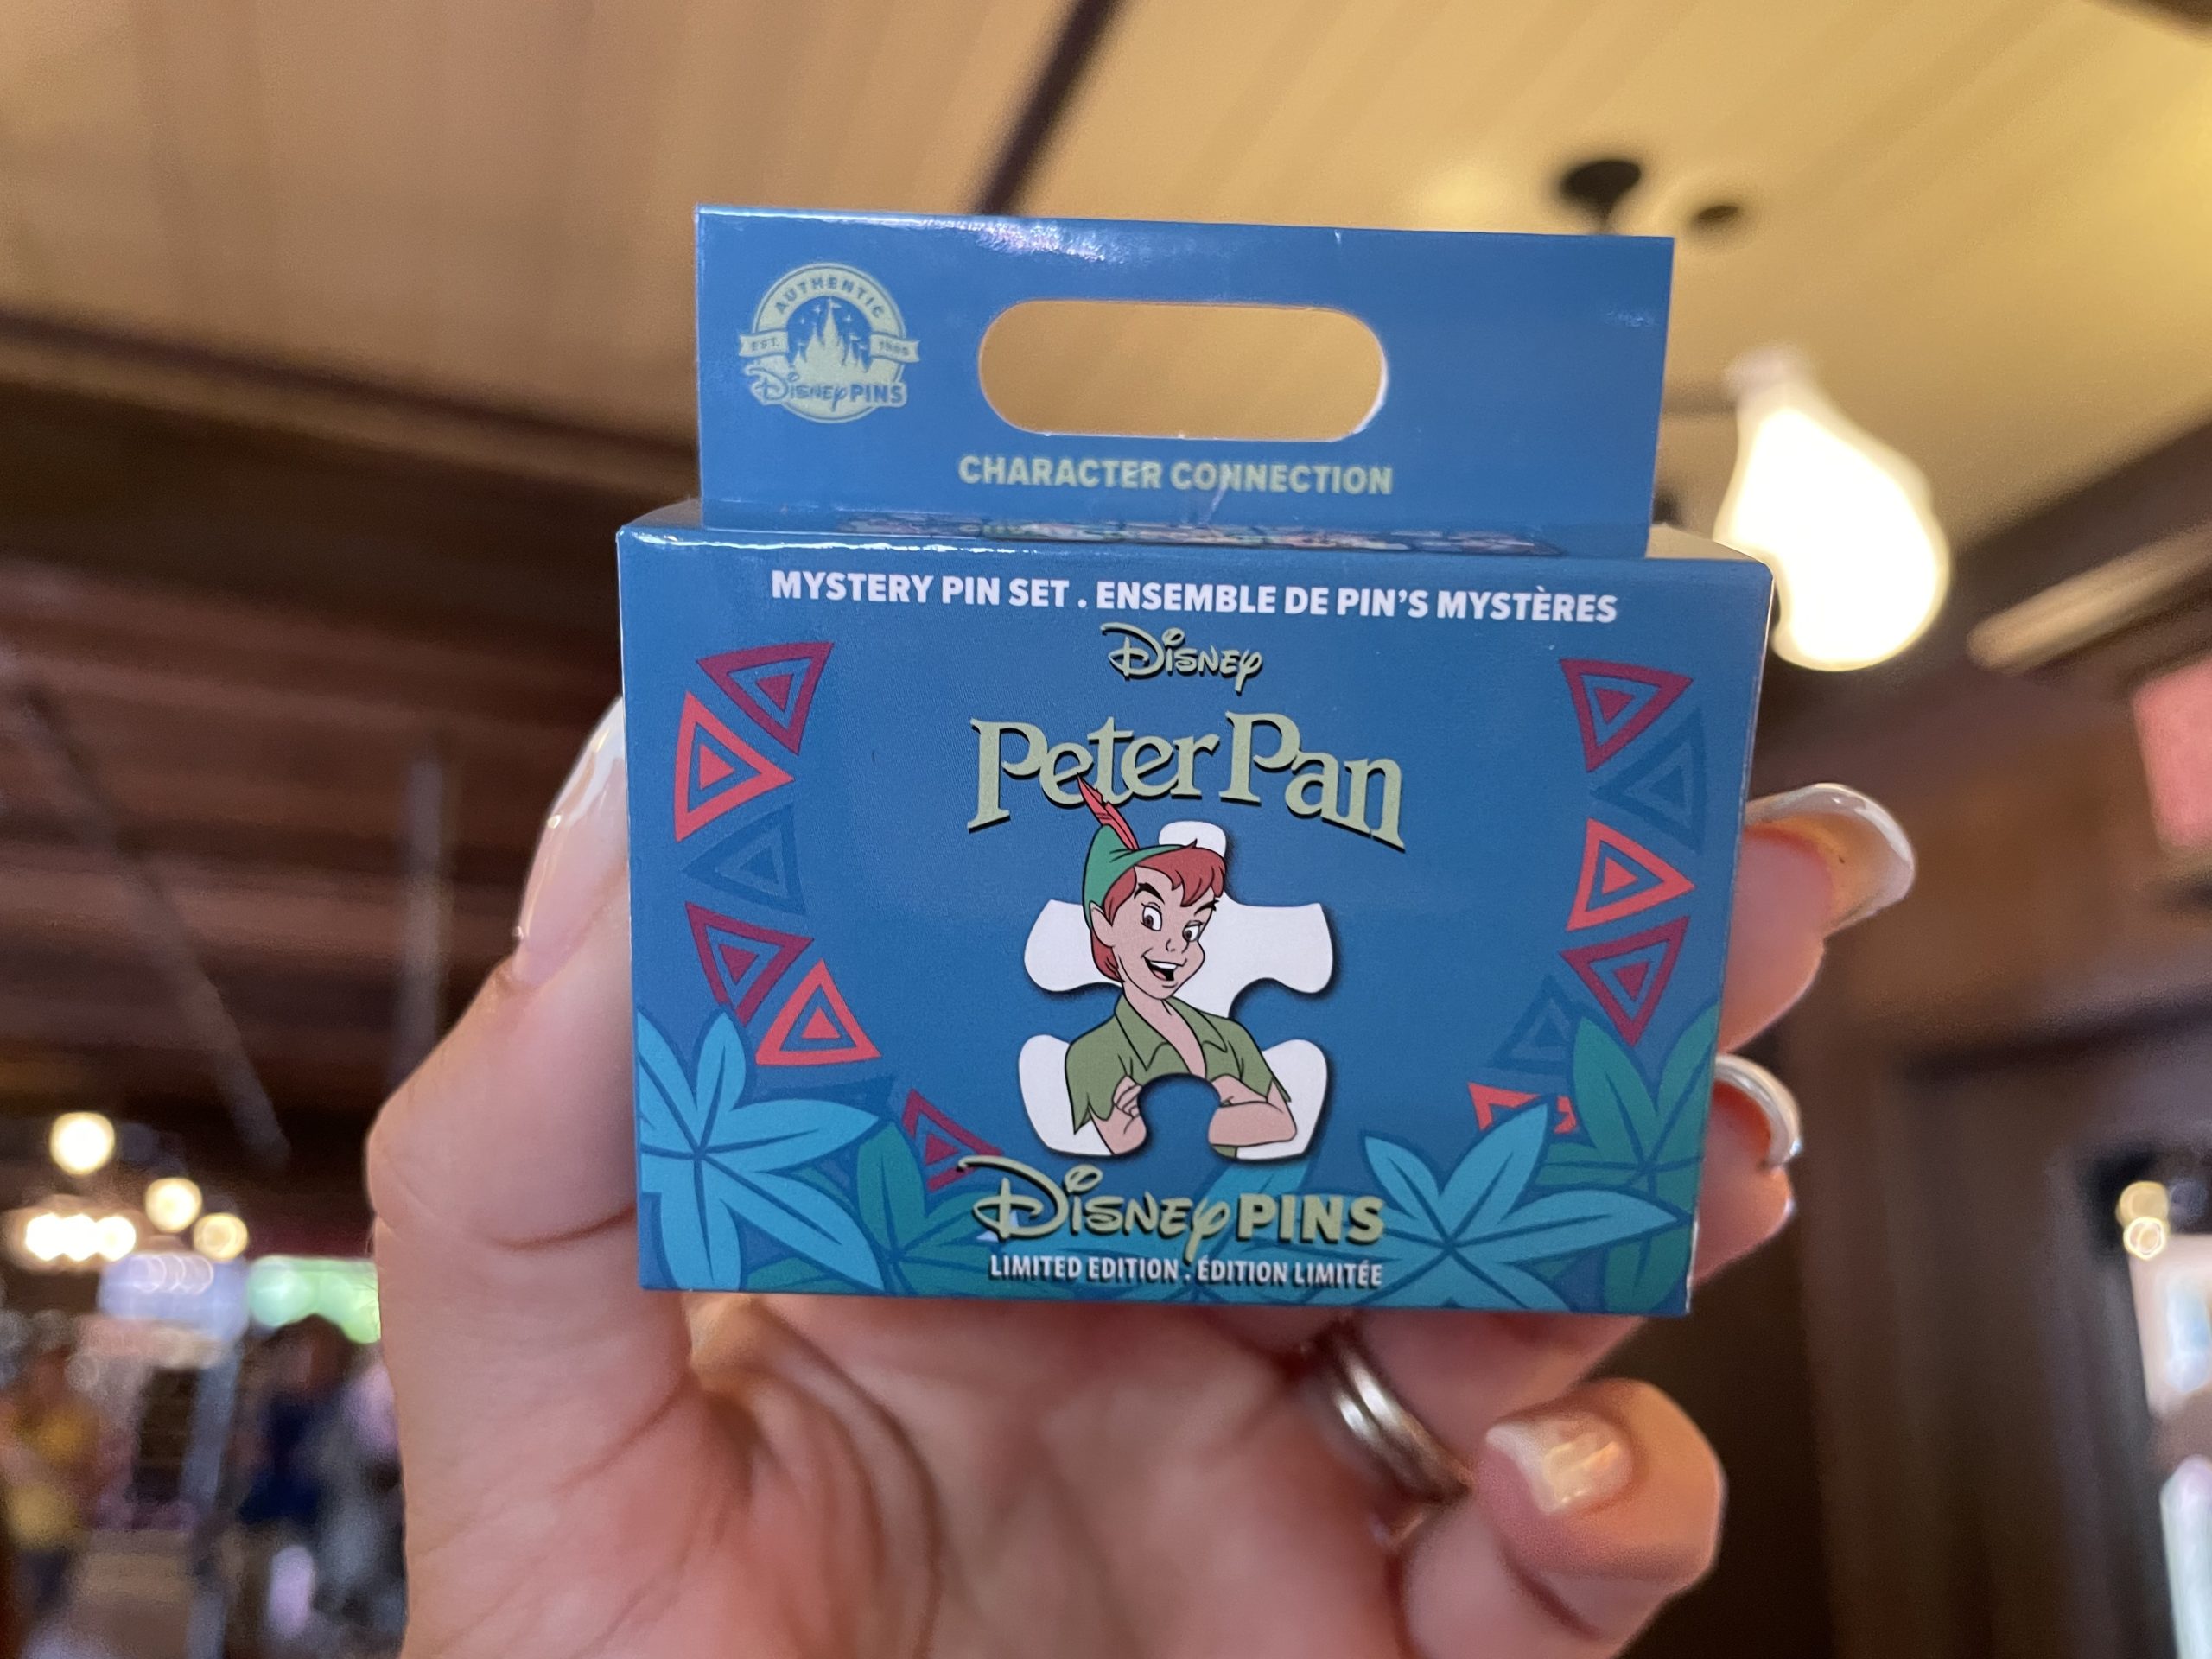 AUTHENTIC
EST.
DISNEY PINS
CHARACTER CONNECTION
MYSTERY PIN SET . ENSEMBLE DE PIN'S MYSTÈRES
DISNEY
Peter Pan
DISNEY PINS
LIMITED EDITION . ÉDITION LIMITÉE